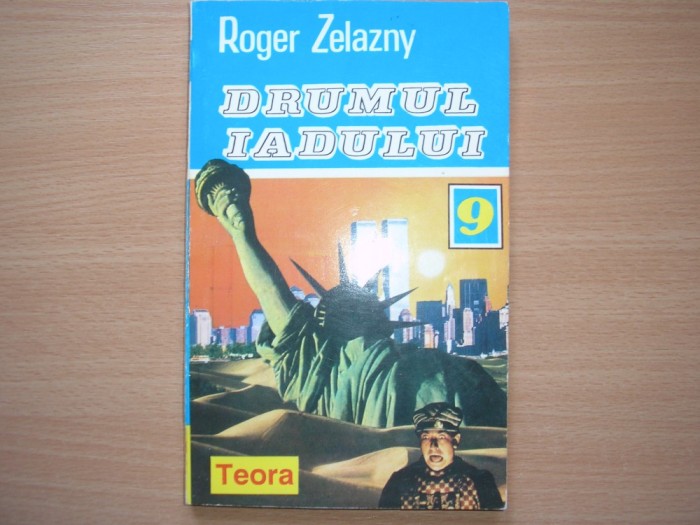 Roger Zelazny
DRUMUL
IADULUI
9
Teora